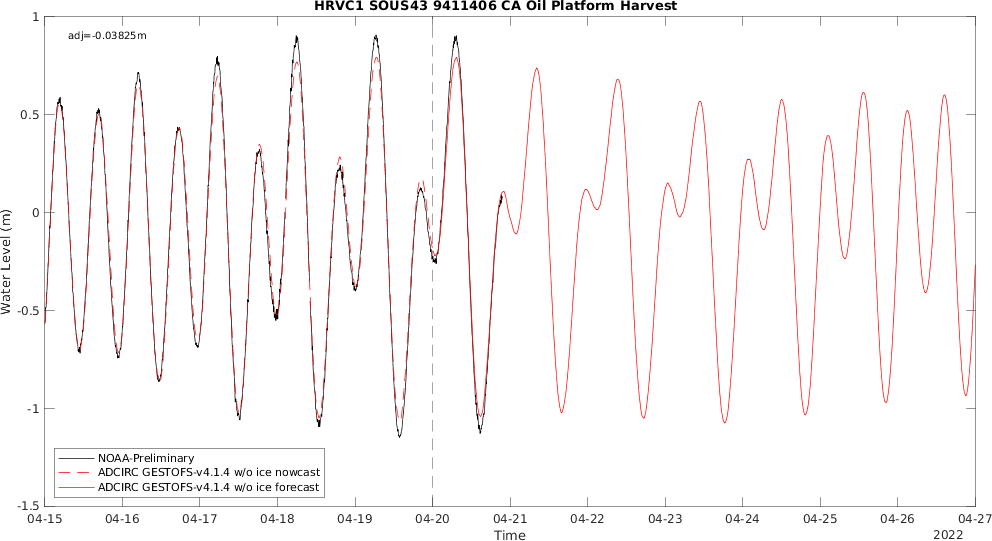 HRVC1 SOUS43 9411406 CA Oil Platform Harvest
adj=-0.03825m
1
0.5
0
-0.5
-1
-1.5
Water Level (m)
NOAA-Preliminary
ADCIRC GESTOFS-v4.1.4 w/o ice nowcast
ADCIRC GESTOFS-v4.1.4 w/o ice forecast
04-15 04-16 04-17 04-18 04-19 04-20 04-21 04-22 04-23 04-24 04-25 04-26 04-27
Time
2022